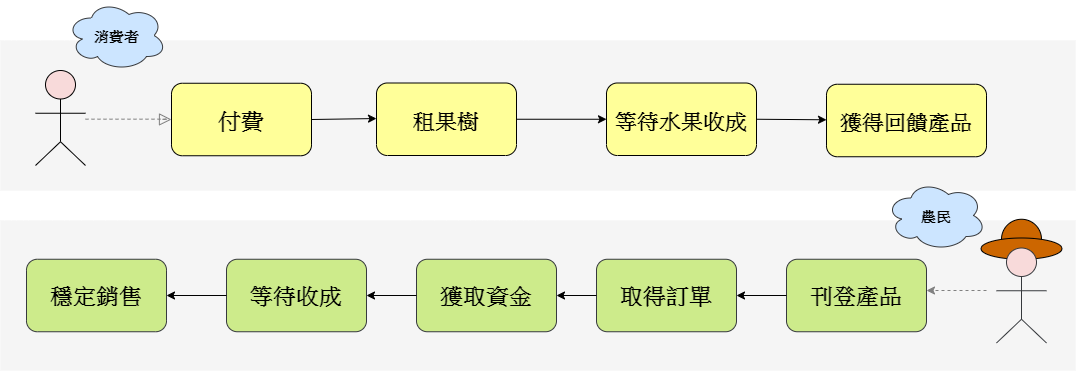 消費者
付費
租果樹
等待水果收成
獲得回饋產品
農民
穩定銷售
等待收成
獲取資金
取得訂單
刊登產品